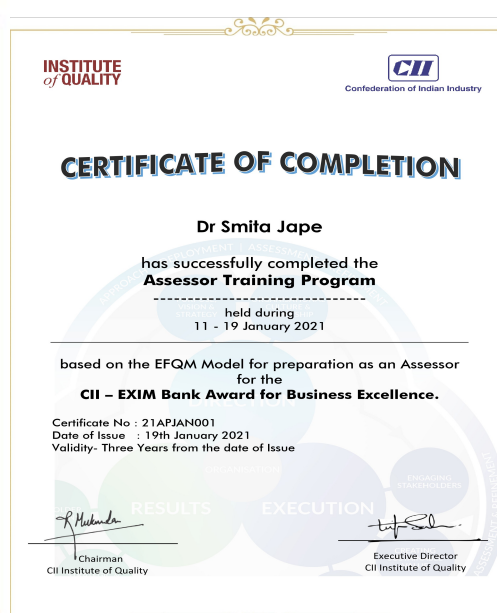 INSTITUTE
of QUALITY
CII
Confederation of Indian Industry
CERTIFICATE OF COMPLETION
Dr Smita Jape
has successfully completed the
Assessor Training Program
--------------------------------
held during
11 - 19 January 2021
based on the EFQM Model for preparation as an Assessor
for the
CII – EXIM Bank Award for Business Excellence.
Certificate No : 21APJAN001
Date of Issue : 19th January 2021
Validity- Three Years from the date of Issue
ENGAGING
STAKEHOLDERS
RESULTS
EXECUTION
R Mukundan
Chairman
CII Institute of Quality
Executive Director
CII Institute of Quality